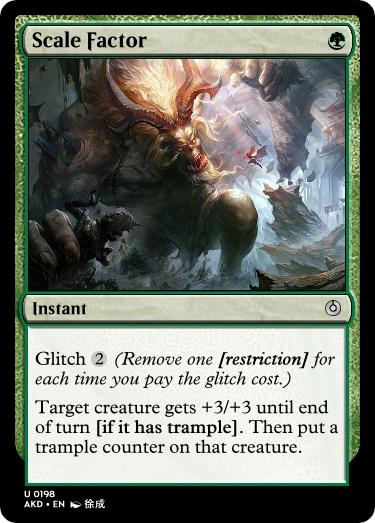 Scale Factor
Instant
Glitch 2 (Remove one [restriction] for
each time you pay the glitch cost.)
Target creature gets +3/+3 until end
of turn [if it has trample]. Then put a
trample counter on that creature.
U 0198
AKD • EN 徐成